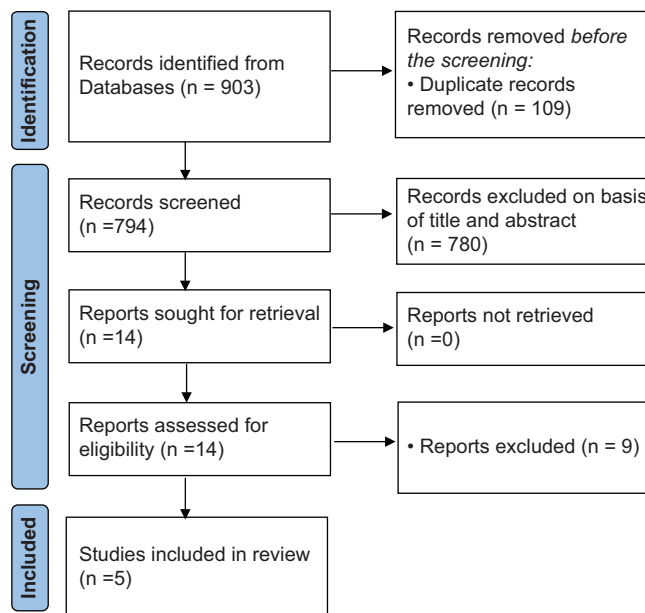 Identification
Records identified from
Databases (n = 903)
Records removed before
the screening:
• Duplicate records
removed (n = 109)
Screening
Records screened
(n =794)
Records excluded on basis
of title and abstract
(n = 780)
Reports sought for retrieval
(n =14)
Reports not retrieved
(n =0)
Reports assessed for
eligibility (n =14)
• Reports excluded (n = 9)
Included
Studies included in review
(n =5)